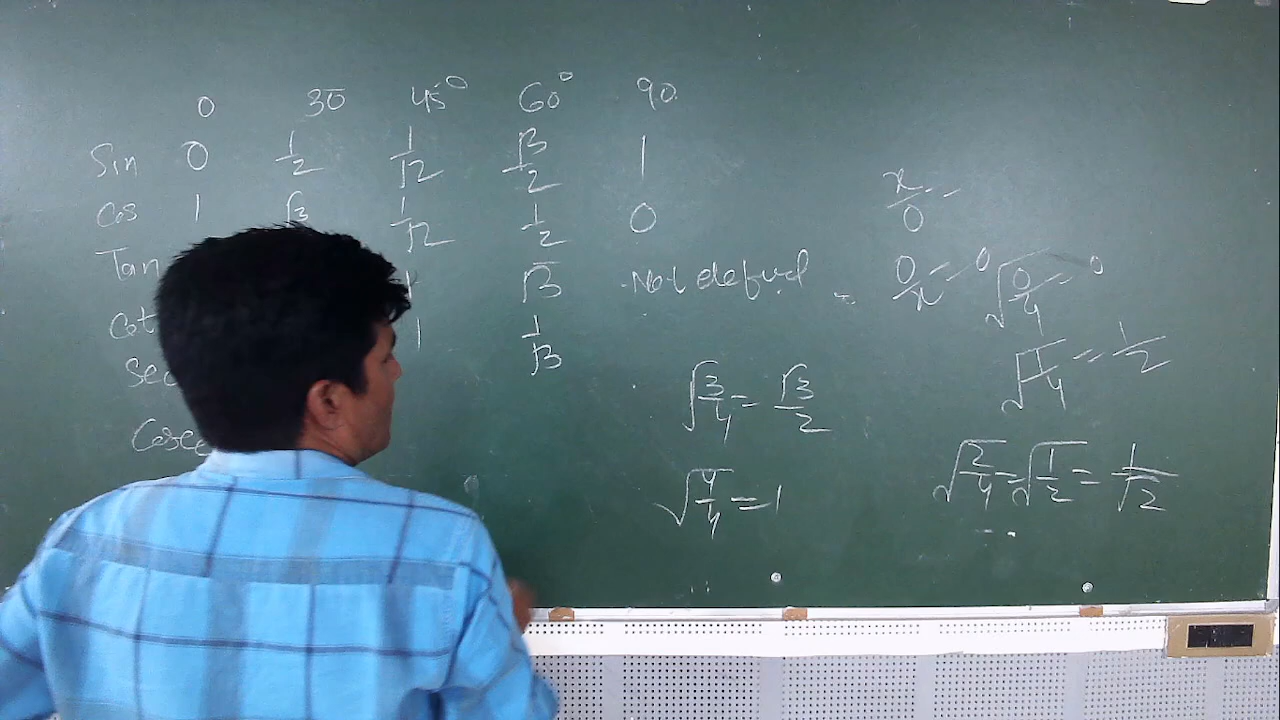 0 30 45° 60° 90
Sin 0 1/2 1/√2 √3/2 1
Cos 1 √3 1/√2 1/2 0
Tan 1 √3 Not defined
Cot 1 1/√3
Sec
Cosec
x/0 =
0/x = 0 √0/4 = 0
√1/4 = 1/2
√3/4 = √3/2
√2/4 = √1/2 = 1/√2
√4/4 = 1